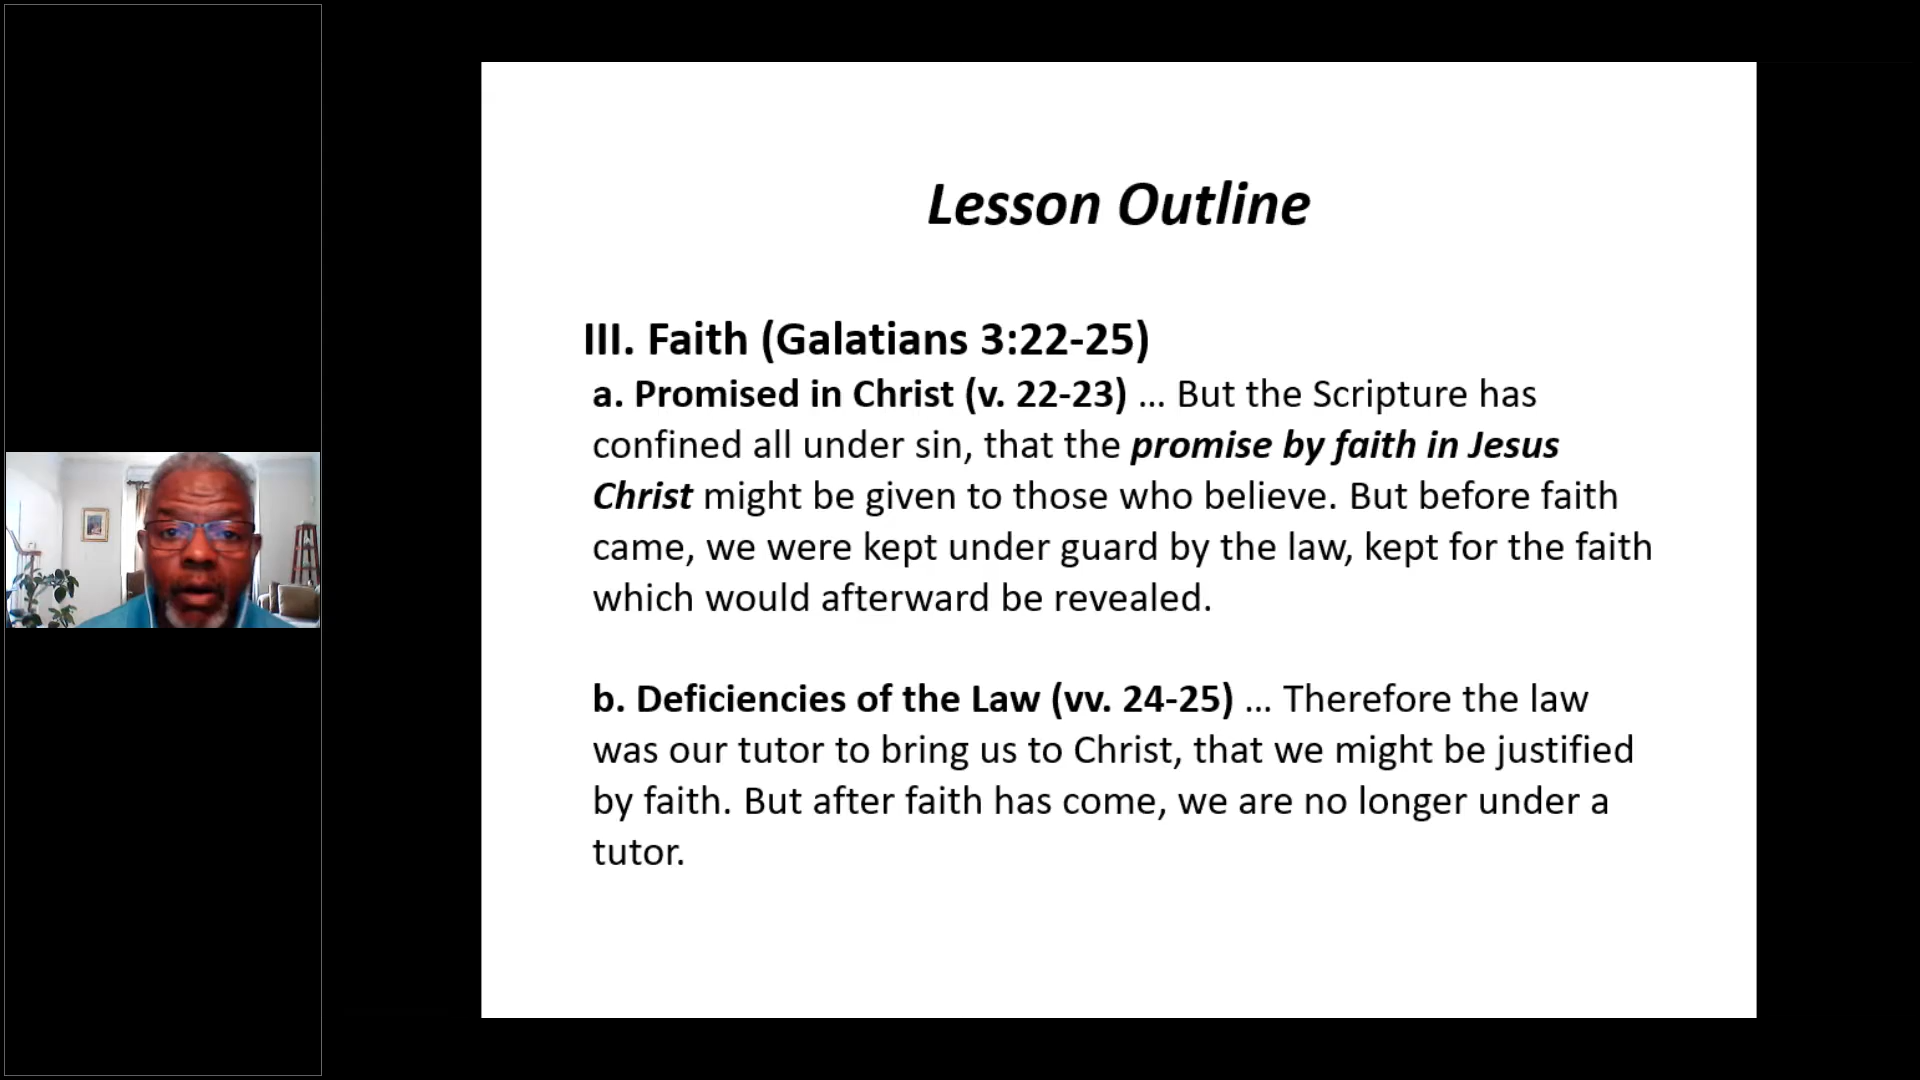 Lesson Outline
III. Faith (Galatians 3:22-25)
a. Promised in Christ (v. 22-23) ... But the Scripture has
confined all under sin, that the promise by faith in Jesus
Christ might be given to those who believe. But before faith
came, we were kept under guard by the law, kept for the faith
which would afterward be revealed.
b. Deficiencies of the Law (vv. 24-25) ... Therefore the law
was our tutor to bring us to Christ, that we might be justified
by faith. But after faith has come, we are no longer under a
tutor.